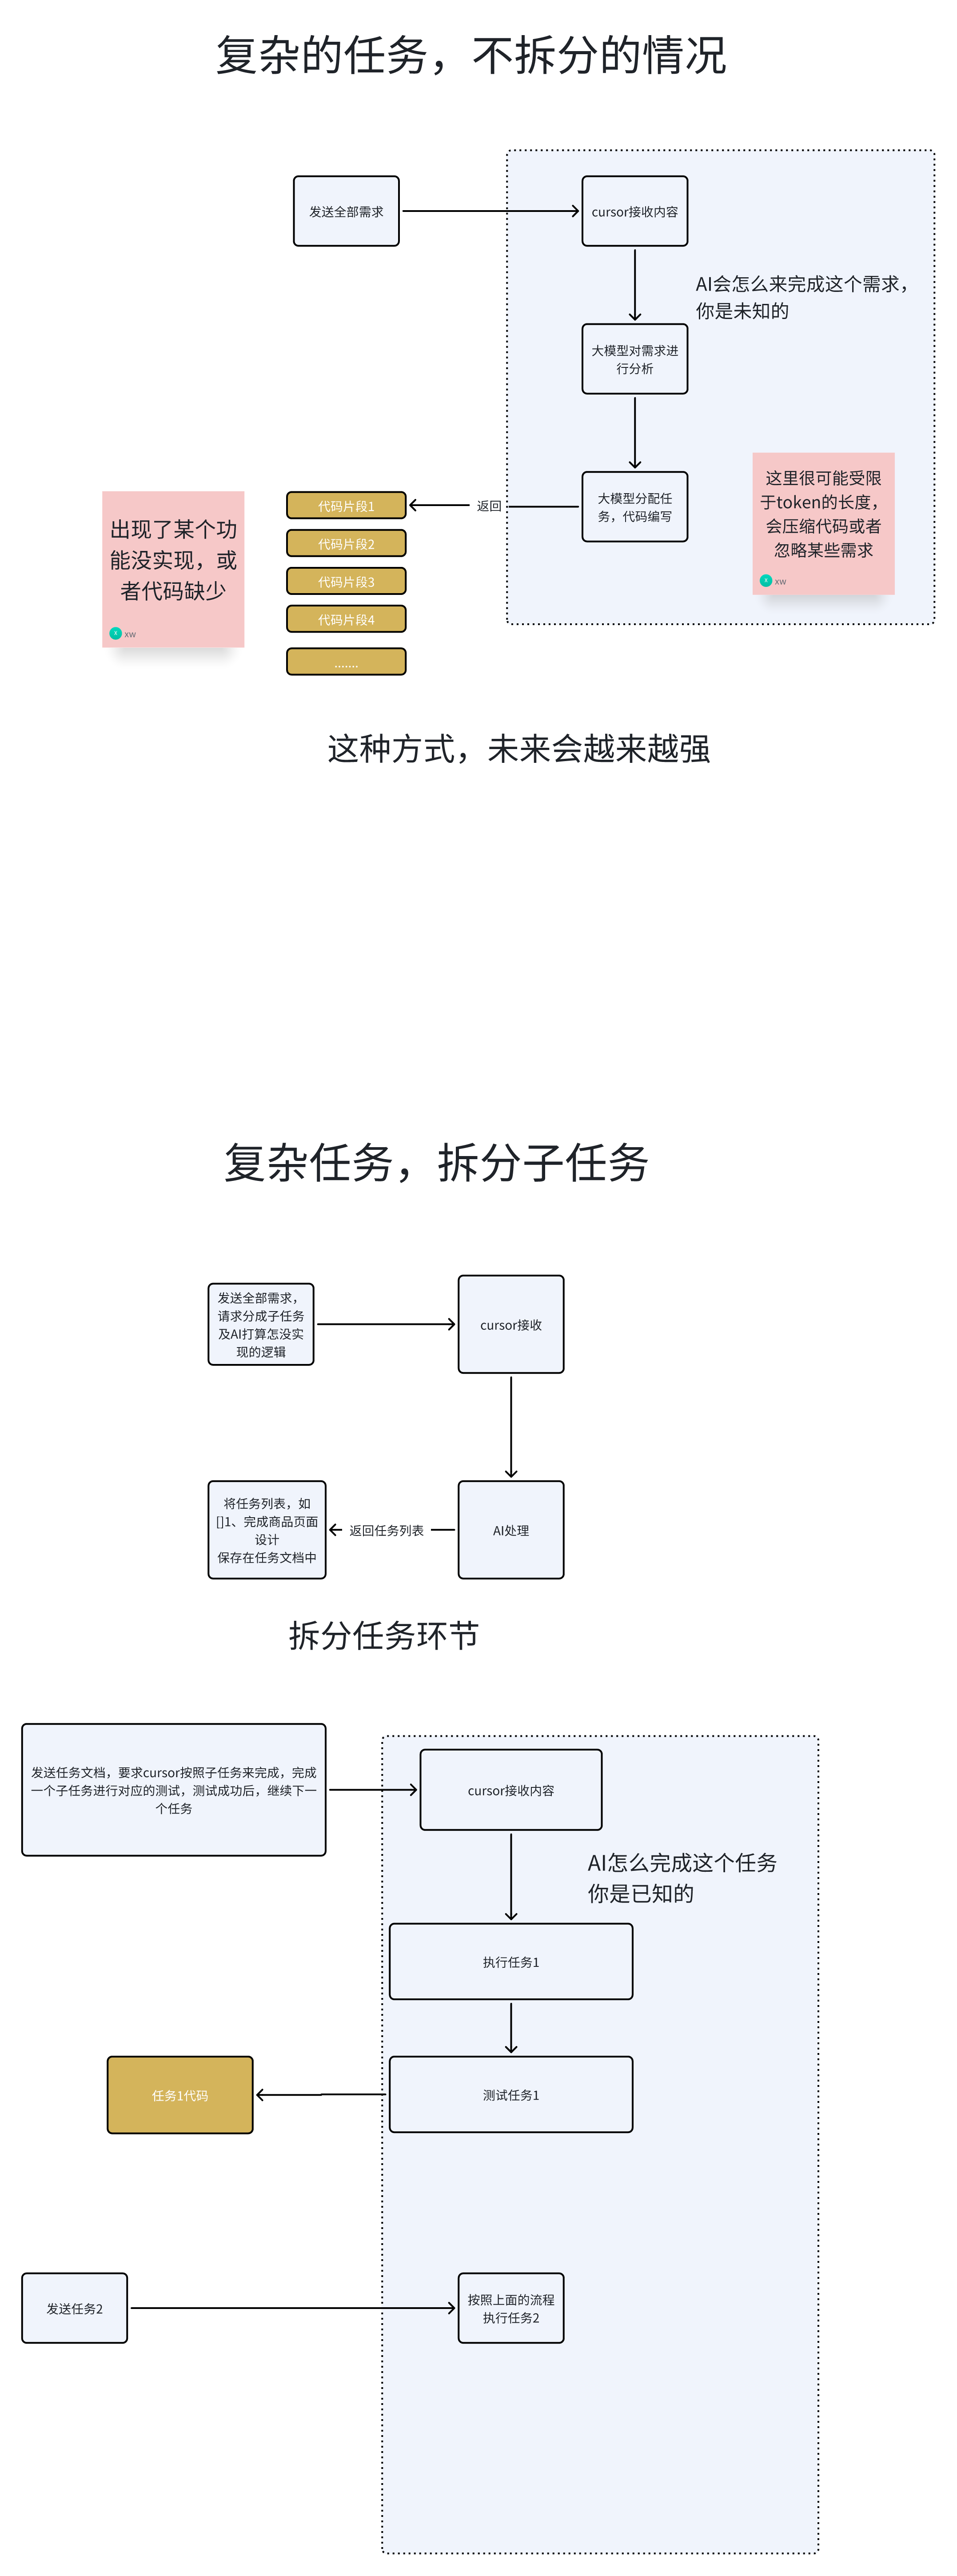 复杂的任务，不拆分的情况
发送全部需求
cursor接收内容
AI会怎么来完成这个需求，
你是未知的
大模型对需求进
行分析
这里很可能受限
于token的长度，
会压缩代码或者
忽略某些需求
x
xw
大模型分配任
务，代码编写
返回
代码片段1
代码片段2
代码片段3
代码片段4
.......
出现了某个功
能没实现，或
者代码缺少
x
xw
这种方式，未来会越来越强
复杂任务，拆分子任务
发送全部需求，
请求分成子任务
及AI打算怎没实
现的逻辑
cursor接收
将任务列表，如
[]1、完成商品页面
设计
保存在任务文档中
返回任务列表
AI处理
拆分任务环节
发送任务文档，要求cursor按照子任务来完成，完成
一个子任务进行对应的测试，测试成功后，继续下一
个任务
cursor接收内容
AI怎么完成这个任务
你是已知的
执行任务1
任务1代码
测试任务1
发送任务2
按照上面的流程
执行任务2